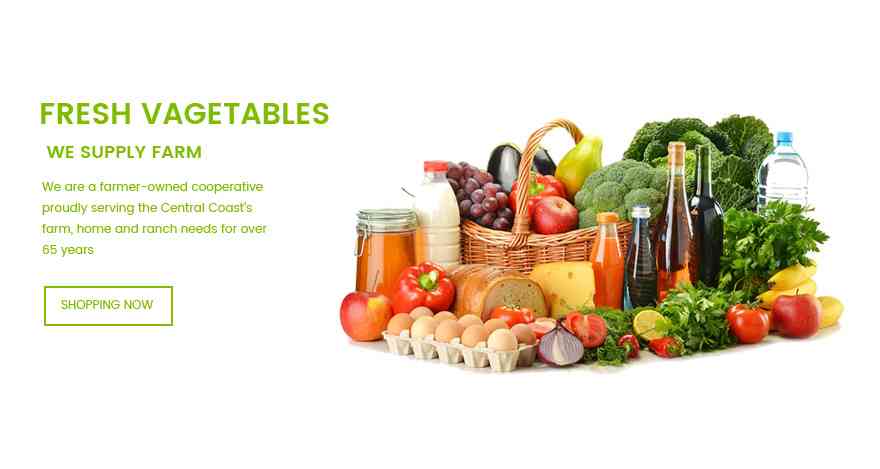 FRESH VAGETABLES
WE SUPPLY FARM
We are a farmer-owned cooperative
proudly serving the Central Coast's
farm, home and ranch needs for over
65 years
SHOPPING NOW